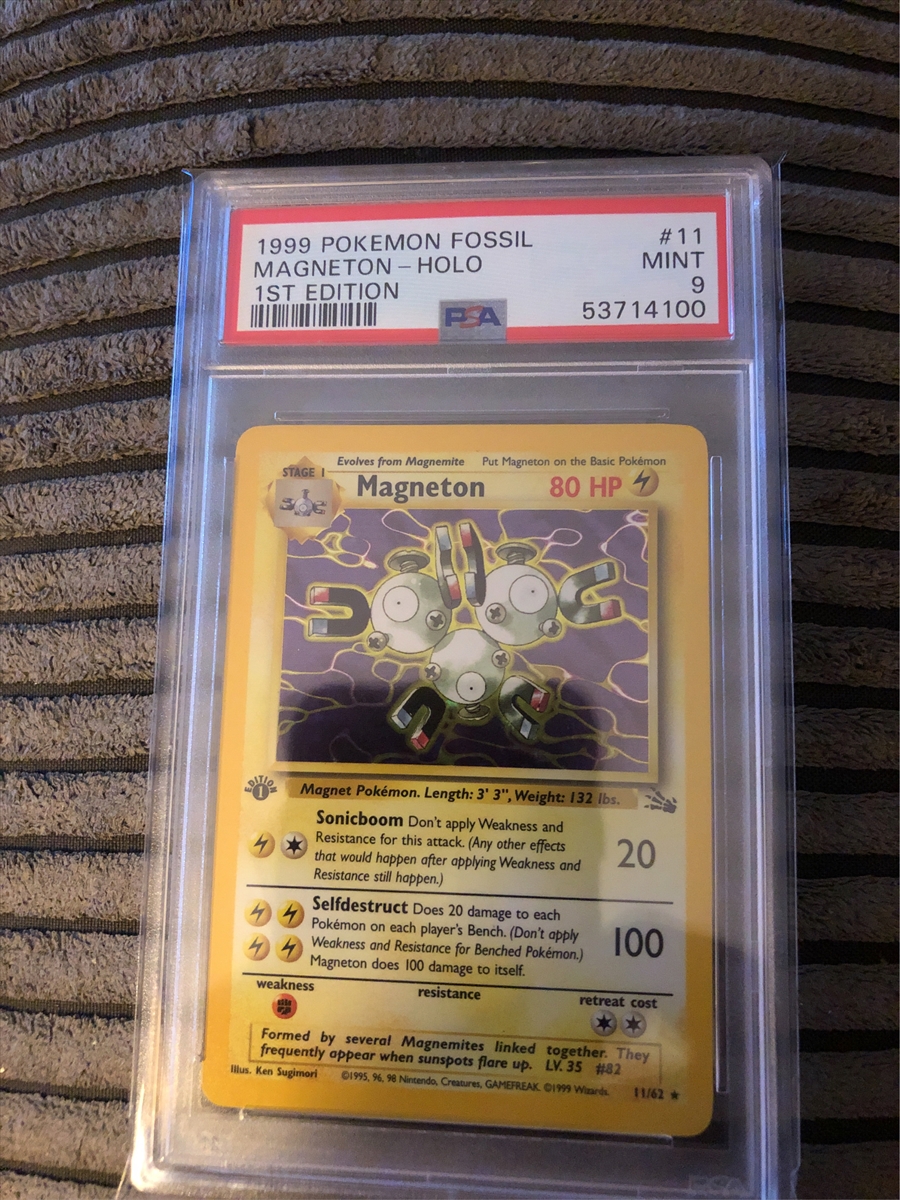 1999 POKEMON FOSSIL #11
MAGNETON - HOLO MINT
1ST EDITION 9
PSA 53714100
Evolves from Magnemite Put Magneton on the Basic Pokémon
STAGE 1
Magneton 80 HP
EDITION 1
Magnet Pokémon. Length: 3' 3", Weight: 132 lbs.
Sonicboom Don't apply Weakness and
Resistance for this attack. (Any other effects
that would happen after applying Weakness and
Resistance still happen.)
20
Selfdestruct Does 20 damage to each
Pokémon on each player's Bench. (Don't apply
Weakness and Resistance for Benched Pokémon.)
Magneton does 100 damage to itself.
100
weakness resistance retreat cost
Formed by several Magnemites linked together. They
frequently appear when sunspots flare up. LV. 35 #82
Illus. Ken Sugimori ©1995, 96, 98 Nintendo, Creatures, GAMEFREAK. ©1999 Wizards. 11/62 ★
PSA